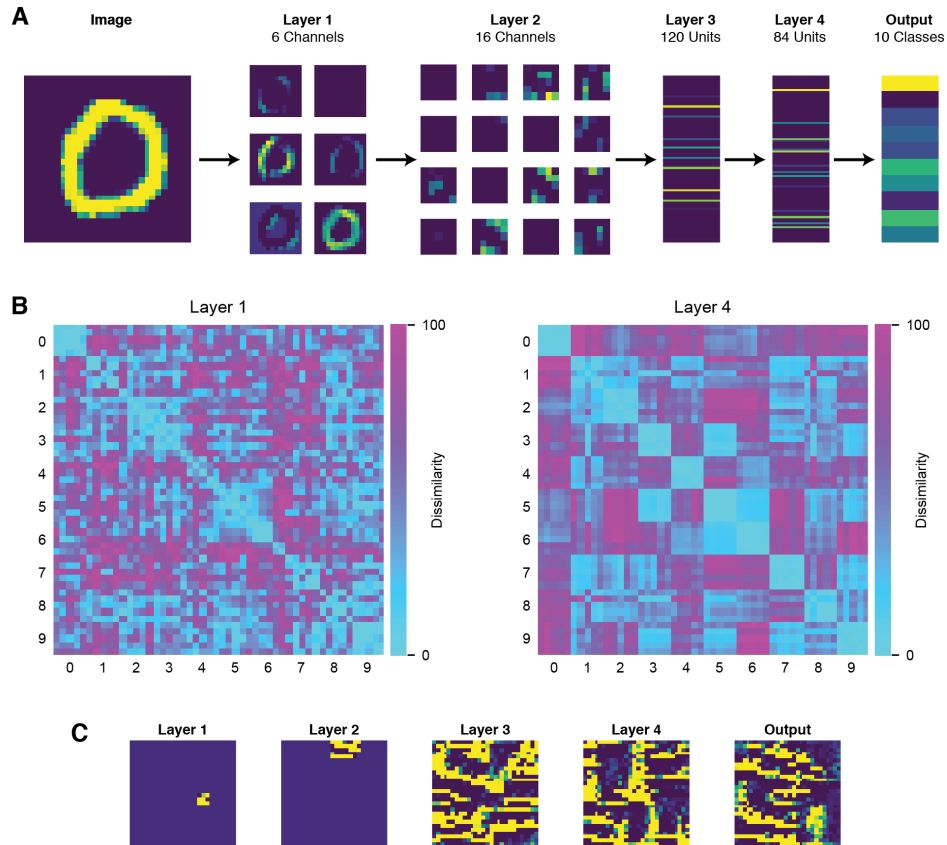 A
Image
Layer 1
6 Channels
Layer 2
16 Channels
Layer 3
120 Units
Layer 4
84 Units
Output
10 Classes
B
Layer 1
0
1
2
3
4
5
6
7
8
9
0 1 2 3 4 5 6 7 8 9
100
Dissimilarity
0
Layer 4
0
1
2
3
4
5
6
7
8
9
0 1 2 3 4 5 6 7 8 9
100
Dissimilarity
0
C
Layer 1
Layer 2
Layer 3
Layer 4
Output